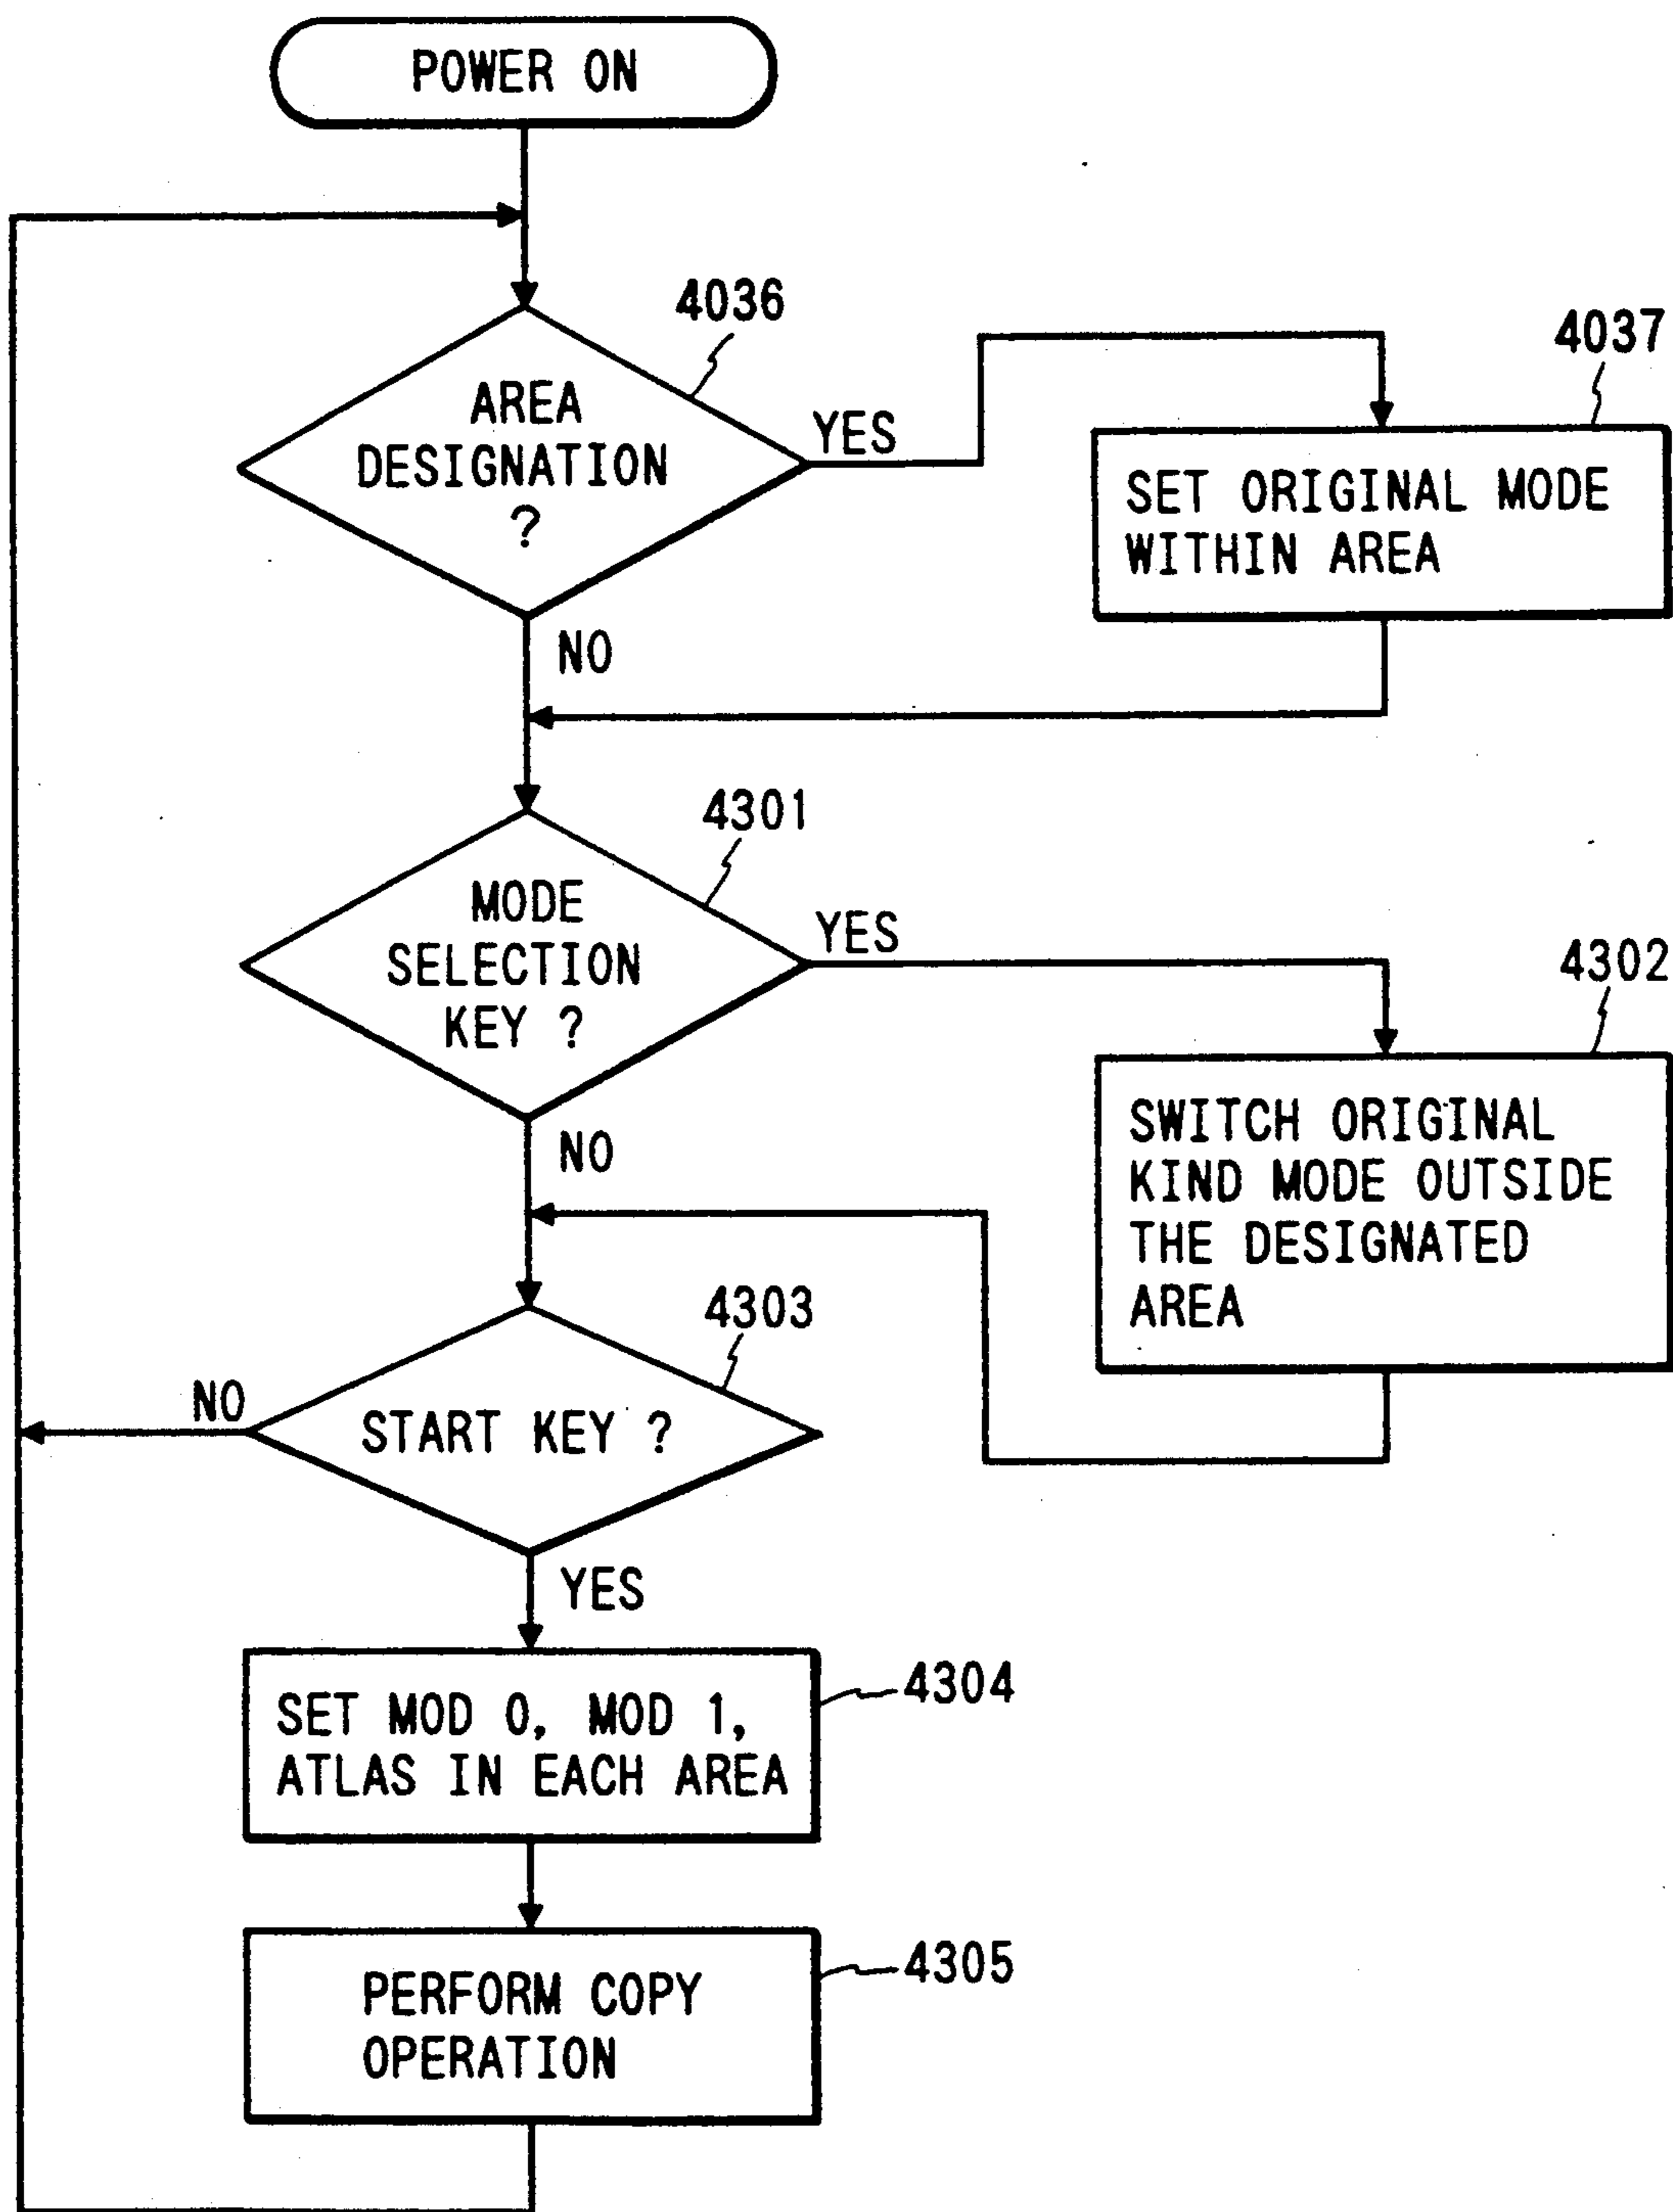 POWER ON
4036
AREA
DESIGNATION
?
YES
NO
4037
SET ORIGINAL MODE
WITHIN AREA
4301
MODE
SELECTION
KEY ?
YES
NO
4302
SWITCH ORIGINAL
KIND MODE OUTSIDE
THE DESIGNATED
AREA
4303
START KEY ?
NO
YES
4304
SET MOD 0, MOD 1,
ATLAS IN EACH AREA
4305
PERFORM COPY
OPERATION